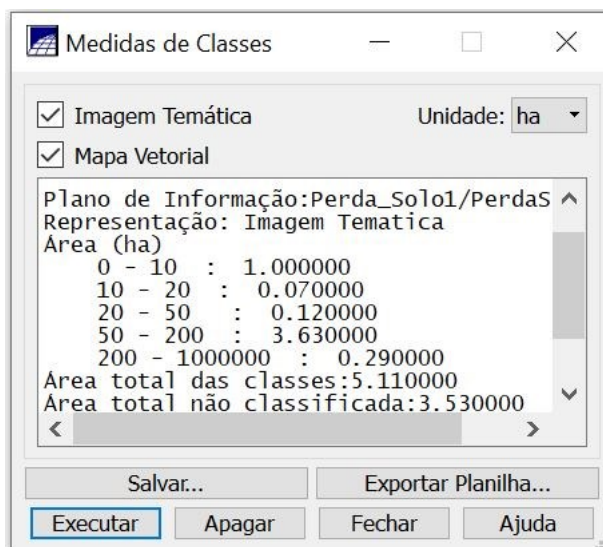 Medidas de Classes
Imagem Temática Unidade: ha
Mapa Vetorial
Plano de Informação:Perda_Solo1/PerdaS
Representação: Imagem Tematica
Área (ha)
0 - 10 : 1.000000
10 - 20 : 0.070000
20 - 50 : 0.120000
50 - 200 : 3.630000
200 - 1000000 : 0.290000
Área total das classes:5.110000
Área total não classificada:3.530000
Salvar... Exportar Planilha...
Executar Apagar Fechar Ajuda